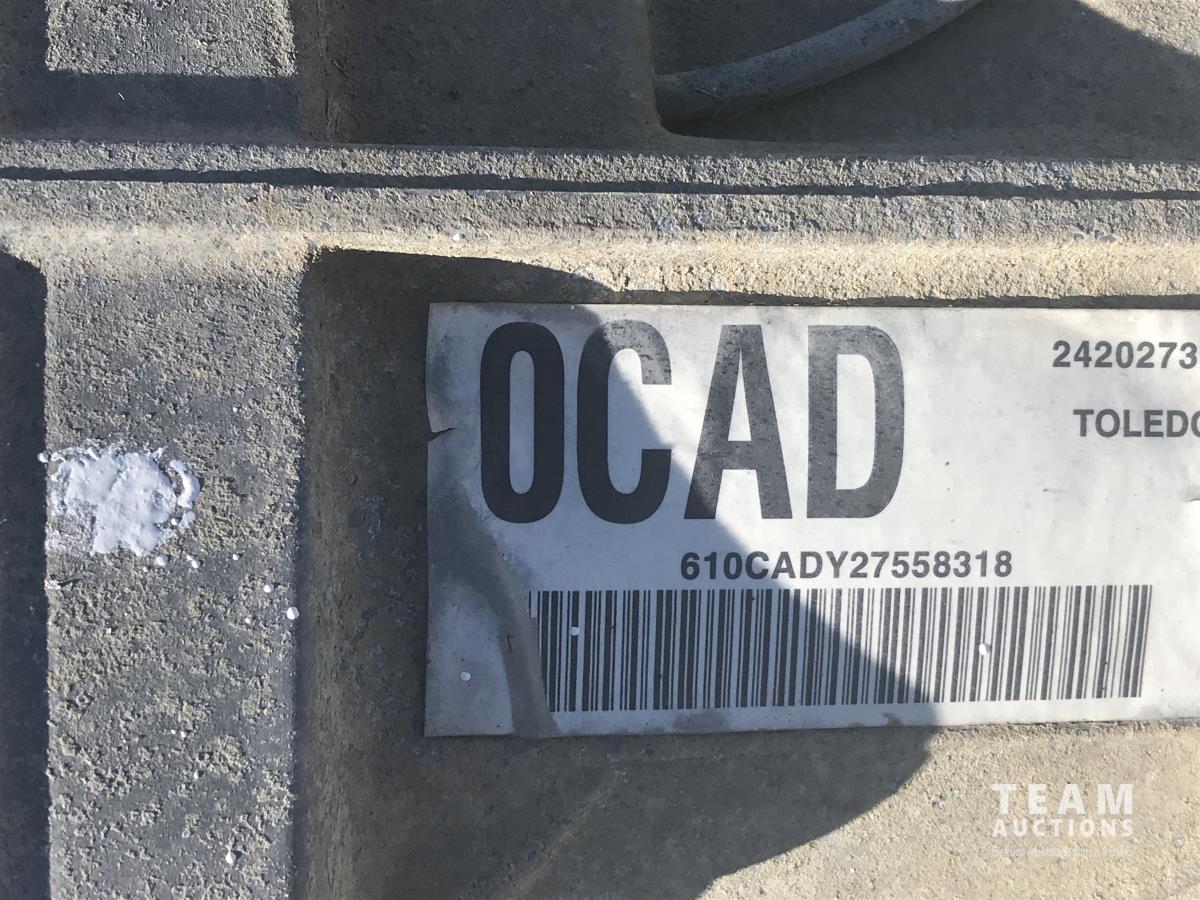 0CAD
2420273
TOLEDO
610CADY27558318
TEAM
AUCTIONS